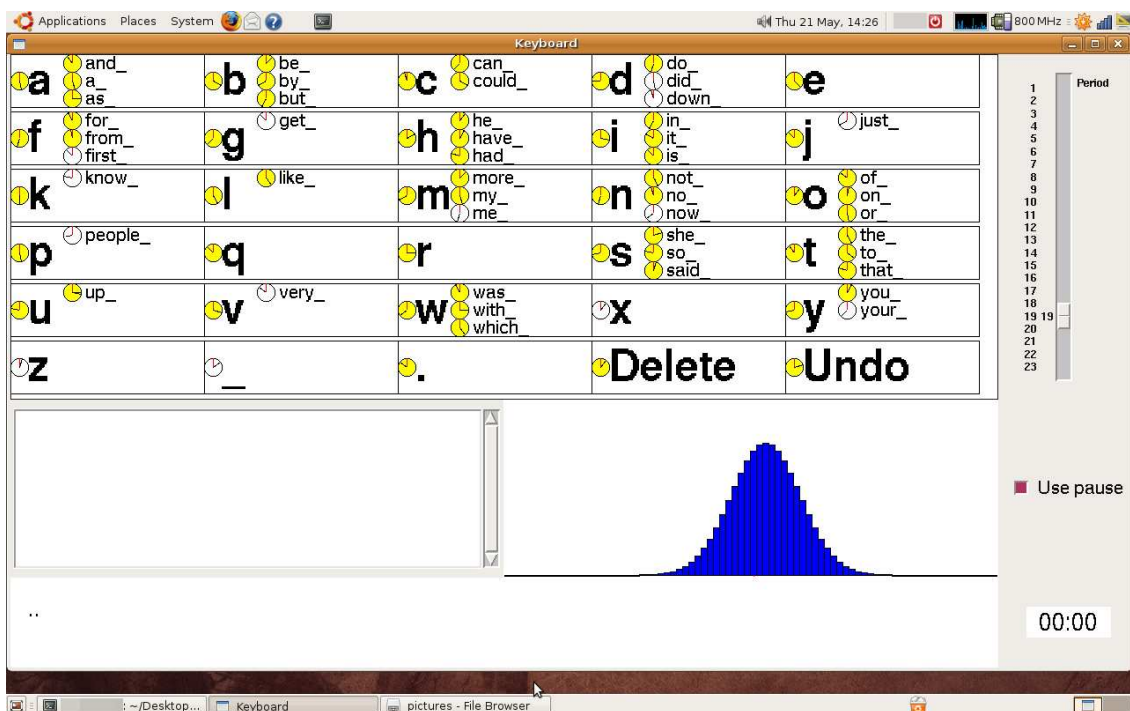 Applications Places System Thu 21 May, 14:26 800 MHz
Keyboard
a and_ a_ as_ b be_ by_ but_ c can_ could_ d do_ did_ down_ e
f for_ from_ first_ g get_ h he_ have_ had_ i in_ it_ is_ j just_
k know_ l like_ m more_ my_ me_ n not_ no_ now_ o of_ on_ or_
p people_ q r s she_ so_ said_ t the_ to_ that_
u up_ v very_ w was_ with_ which_ x y you_ your_
z _ . Delete Undo
Period
1
2
3
4
5
6
7
8
9
10
11
12
13
14
15
16
17
18
19 19
20
21
22
23
Use pause
..
00:00
: ~/Desktop... Keyboard pictures - File Browser